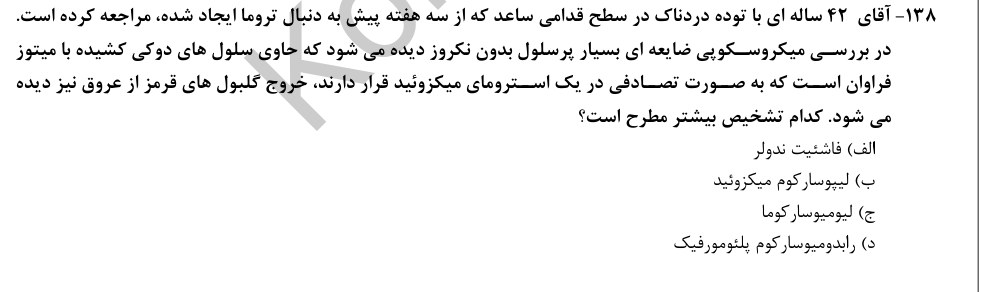 ۱۳۸- آقای ۴۲ ساله ای با توده دردناک در سطح قدامی ساعد که از سه هفته پیش به دنبال تروما ایجاد شده، مراجعه کرده است.
در بررسی میکروسکوپی ضایعه ای بسیار پرسلول بدون نکروز دیده می شود که حاوی سلول های دوکی کشیده با میتوز
فراوان است که به صورت تصادفی در یک استرومای میکزوئید قرار دارند، خروج گلبول های قرمز از عروق نیز دیده
می شود. کدام تشخیص بیشتر مطرح است؟
الف) فاشئیت ندولر
ب) لیپوسارکوم میکزوئید
ج) لیومیوسارکوما
د) رابدومیوسارکوم پلئومورفیک